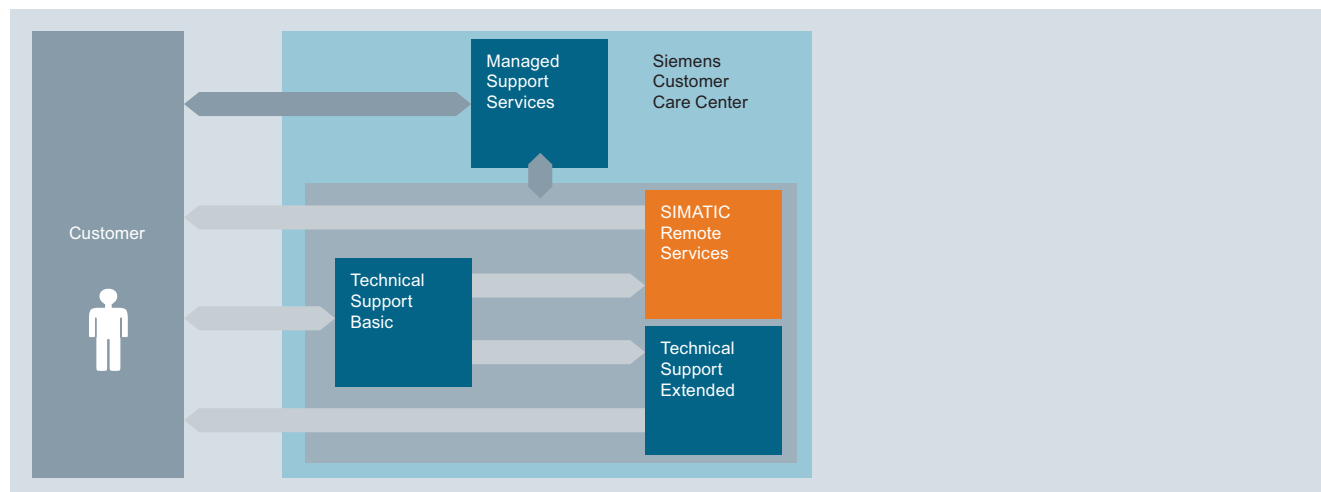 Managed
Support
Services
Siemens
Customer
Care Center
Customer
SIMATIC
Remote
Services
Technical
Support
Basic
Technical
Support
Extended